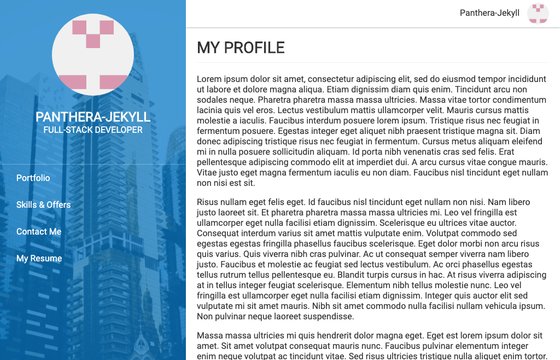 Panthera-Jekyll
PANTHERA-JEKYLL
FULL-STACK DEVELOPER
Portfolio
Skills & Offers
Contact Me
My Resume
MY PROFILE
Lorem ipsum dolor sit amet, consectetur adipiscing elit, sed do eiusmod tempor incididunt
ut labore et dolore magna aliqua. Etiam dignissim diam quis enim. Tincidunt arcu non
sodales neque. Pharetra pharetra massa massa ultricies. Massa vitae tortor condimentum
lacinia quis vel eros. Lectus vestibulum mattis ullamcorper velit. Mauris cursus mattis
molestie a iaculis. Faucibus interdum posuere lorem ipsum. Tristique risus nec feugiat in
fermentum posuere. Egestas integer eget aliquet nibh praesent tristique magna sit. Diam
donec adipiscing tristique risus nec feugiat in fermentum. Cursus metus aliquam eleifend
mi in nulla posuere sollicitudin aliquam. Id porta nibh venenatis cras sed felis. Erat
pellentesque adipiscing commodo elit at imperdiet dui. A arcu cursus vitae congue mauris.
Vitae justo eget magna fermentum iaculis eu non diam. Faucibus nisl tincidunt eget nullam
non nisi est sit.
Risus nullam eget felis eget. Id faucibus nisl tincidunt eget nullam non nisi. Nam libero
justo laoreet sit. Et pharetra pharetra massa massa ultricies mi. Leo vel fringilla est
ullamcorper eget nulla facilisi etiam dignissim. Scelerisque eu ultrices vitae auctor.
Consequat interdum varius sit amet mattis vulputate enim. Volutpat commodo sed
egestas egestas fringilla phasellus faucibus scelerisque. Eget dolor morbi non arcu risus
quis varius. Quis viverra nibh cras pulvinar. Ac ut consequat semper viverra nam libero
justo. Faucibus et molestie ac feugiat sed lectus vestibulum. Ac orci phasellus egestas
tellus rutrum tellus pellentesque eu. Blandit turpis cursus in hac. At risus viverra adipiscing
at in tellus integer feugiat scelerisque. Elementum nibh tellus molestie nunc. Leo vel
fringilla est ullamcorper eget nulla facilisi etiam dignissim. Integer quis auctor elit sed
vulputate mi sit amet mauris. Nibh sit amet commodo nulla facilisi nullam vehicula ipsum.
Non pulvinar neque laoreet suspendisse.
Massa massa ultricies mi quis hendrerit dolor magna eget. Eget est lorem ipsum dolor sit
amet. Sit amet volutpat consequat mauris nunc. Faucibus pulvinar elementum integer
enim neque volutpat ac. Sed risus ultricies tristique nulla aliquet enim tortor.